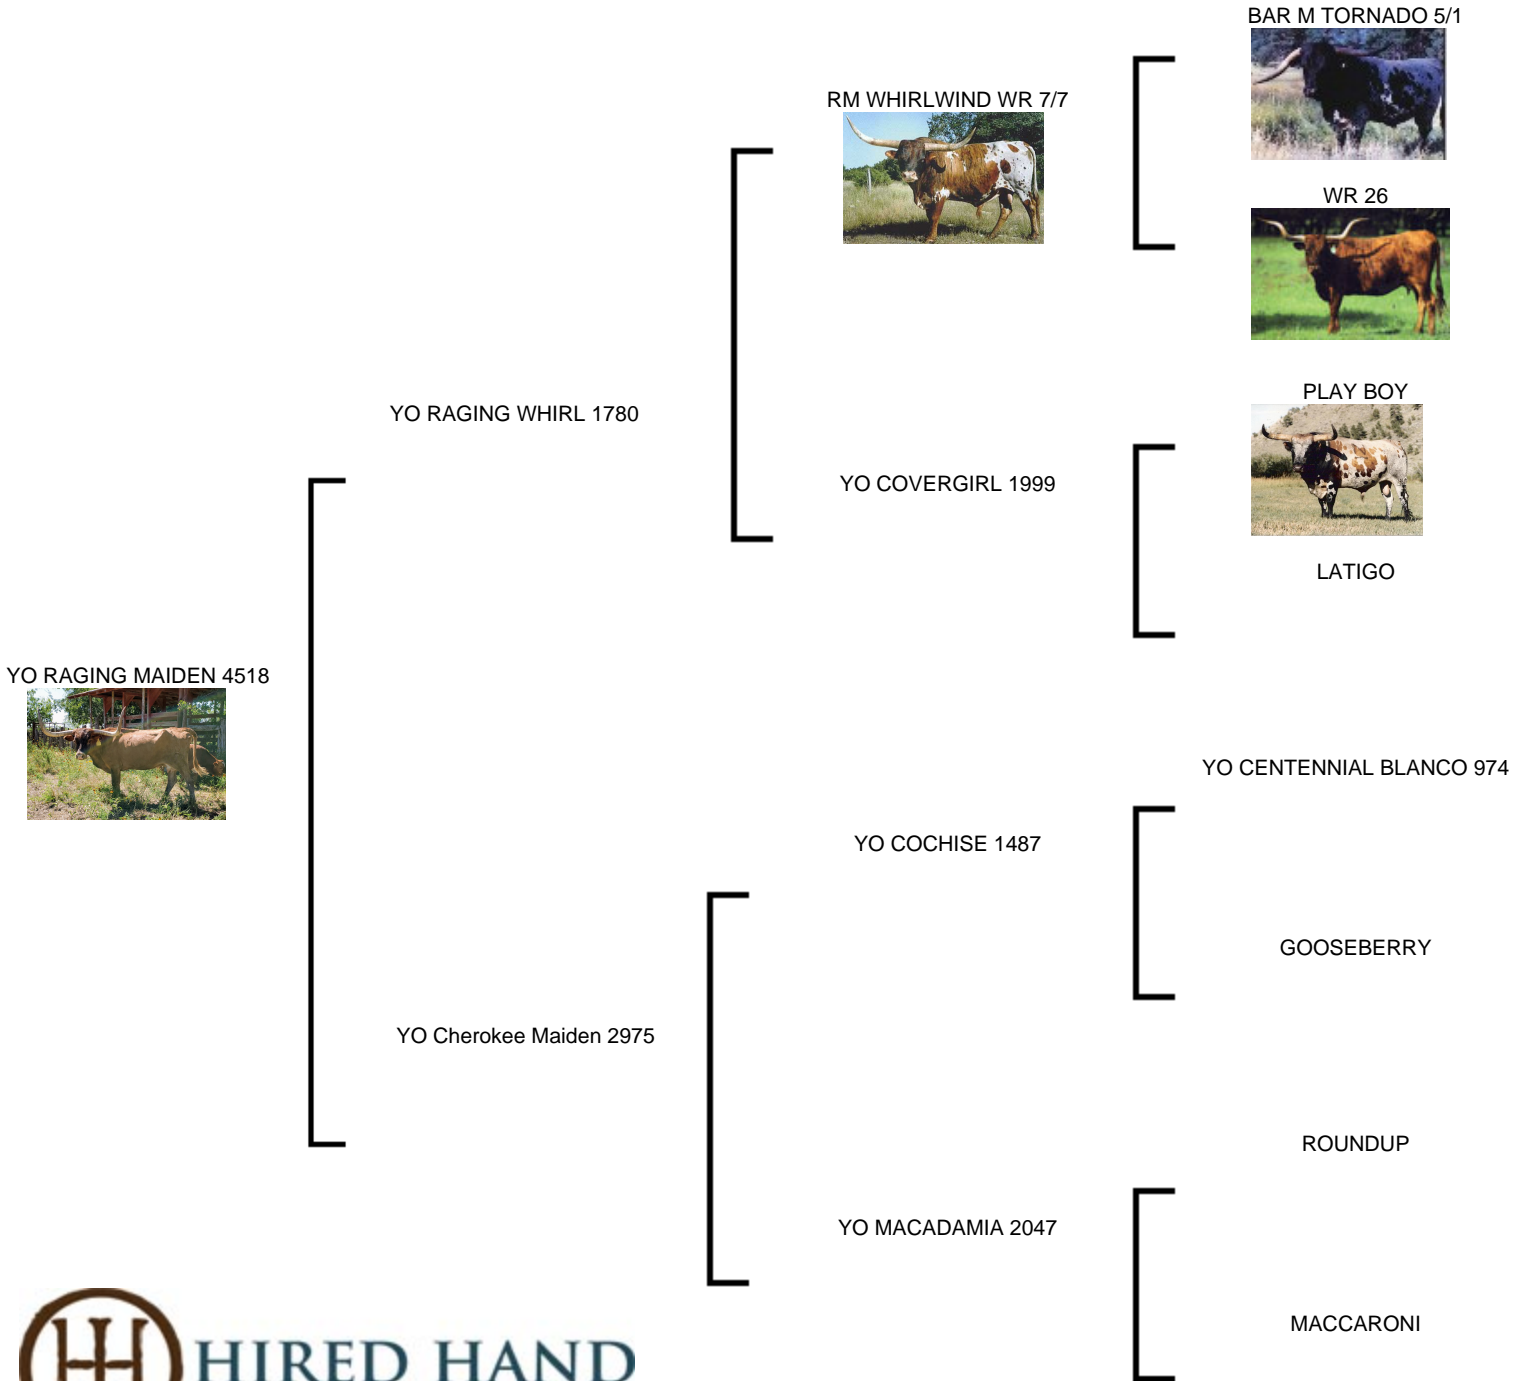 BAR M TORNADO 5/1
RM WHIRLWIND WR 7/7
WR 26
PLAY BOY
YO RAGING WHIRL 1780
YO COVERGIRL 1999
LATIGO
YO RAGING MAIDEN 4518
YO CENTENNIAL BLANCO 974
YO COCHISE 1487
GOOSEBERRY
YO Cherokee Maiden 2975
ROUNDUP
YO MACADAMIA 2047
MACCARONI
HIRED HAND